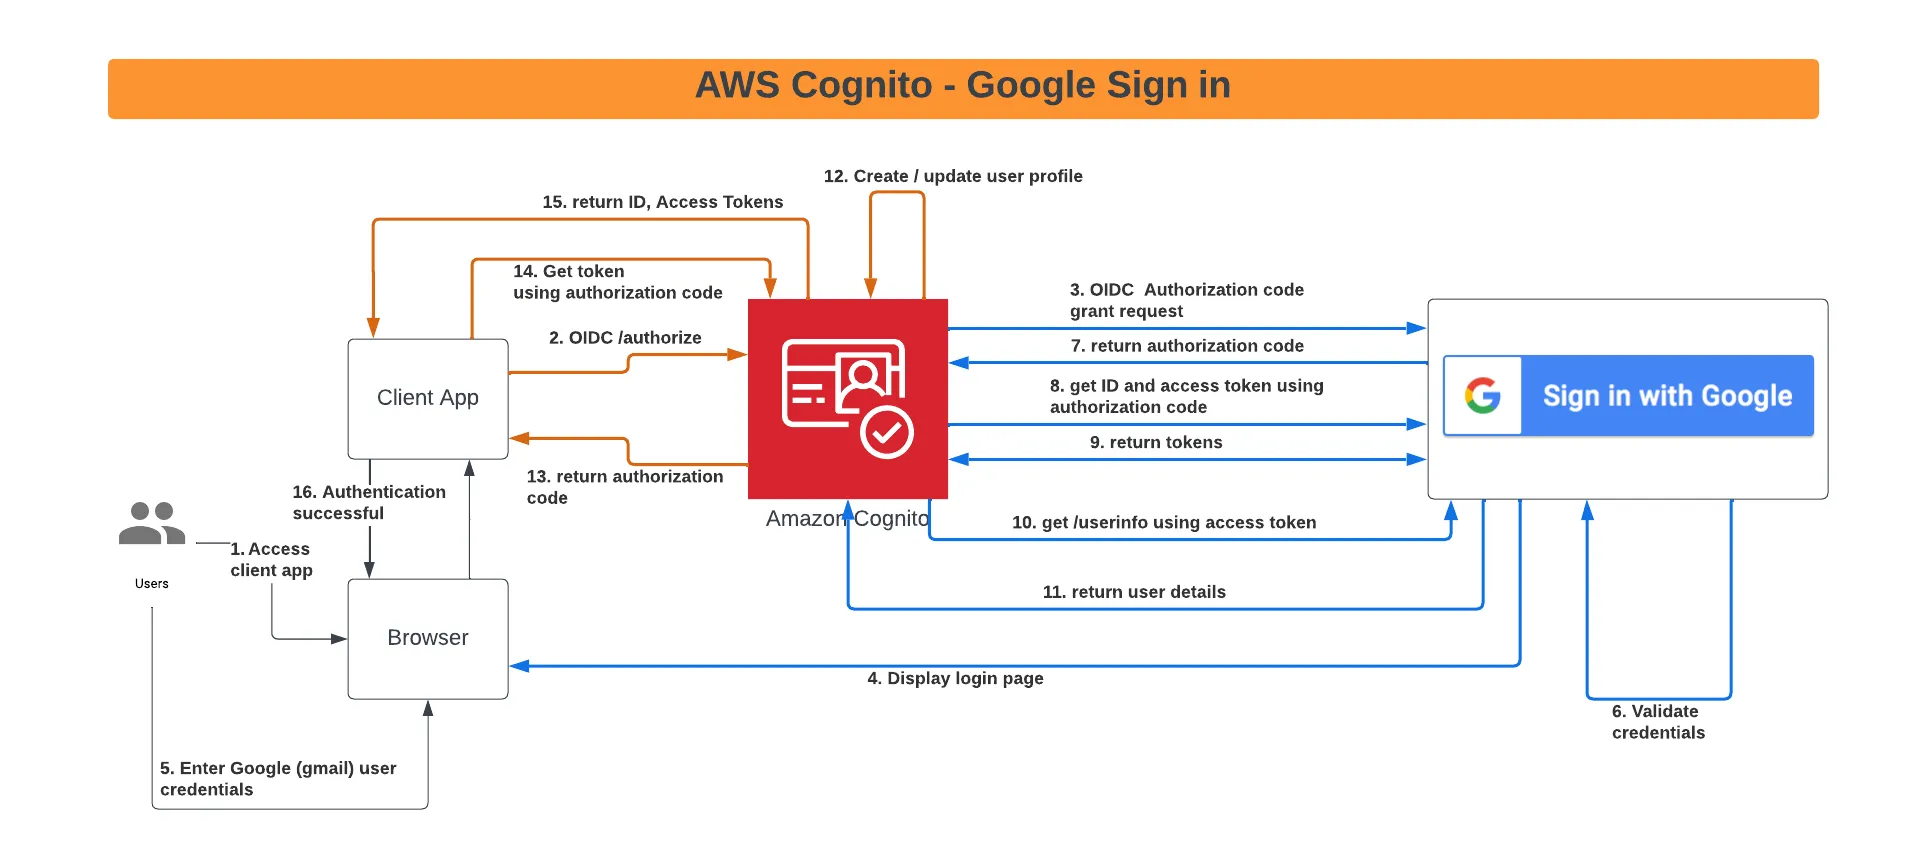 AWS Cognito - Google Sign in
12. Create / update user profile
15. return ID, Access Tokens
14. Get token
using authorization code
2. OIDC /authorize
3. OIDC  Authorization code
grant request
7. return authorization code
8. get ID and access token using
authorization code
9. return tokens
Client App
Sign in with Google
13. return authorization
code
16. Authentication
successful
Amazon Cognito
10. get /userinfo using access token
1. Access
client app
Users
11. return user details
Browser
4. Display login page
6. Validate
credentials
5. Enter Google (gmail) user
credentials